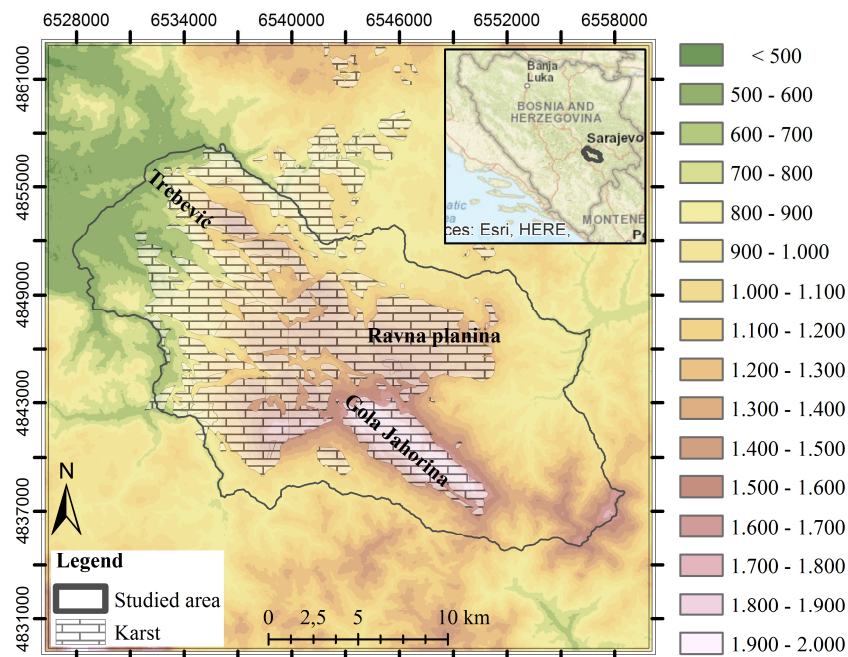 6528000 6534000 6540000 6546000 6552000 6558000
4861000
4855000
4849000
4843000
4837000
4831000
Banja
Luka
BOSNIA AND
HERZEGOVINA
Sarajevo
atic
ea
MONTENE
P
ces: Esri, HERE,
Trebević
Ravna planina
Gola Jahorina
N
Legend
Studied area
Karst
0 2,5 5 10 km
< 500
500 - 600
600 - 700
700 - 800
800 - 900
900 - 1.000
1.000 - 1.100
1.100 - 1.200
1.200 - 1.300
1.300 - 1.400
1.400 - 1.500
1.500 - 1.600
1.600 - 1.700
1.700 - 1.800
1.800 - 1.900
1.900 - 2.000